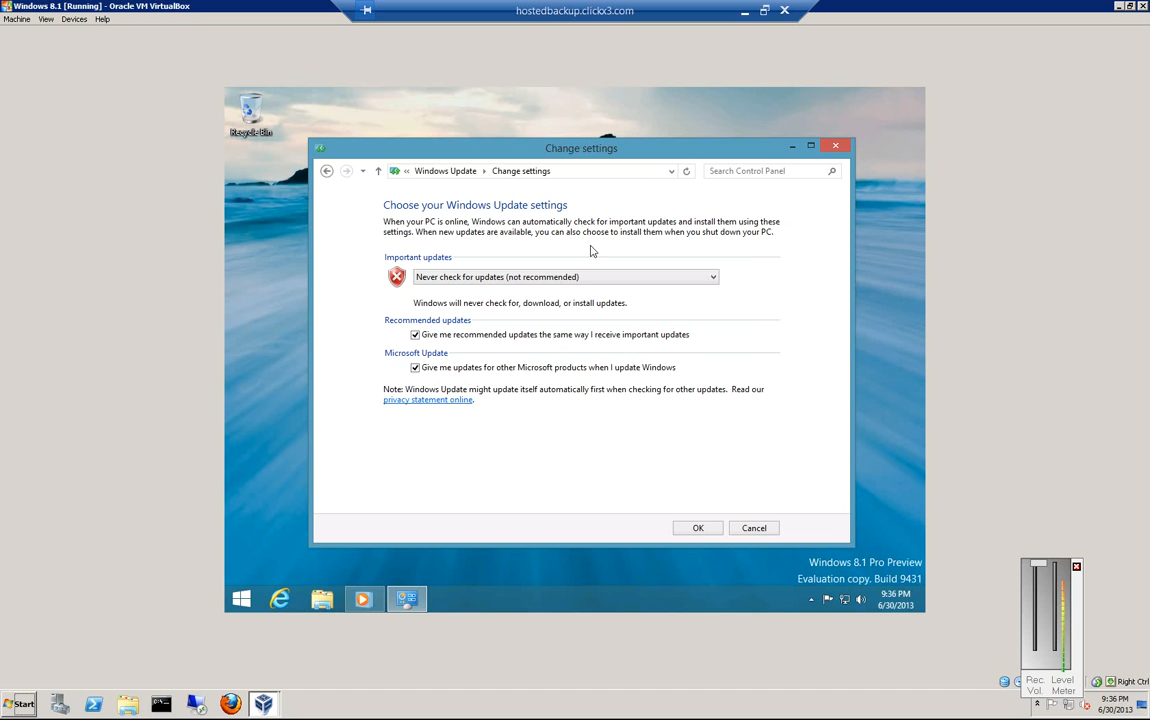 Windows 8.1 [Running] - Oracle VM VirtualBox
hostedbackup.clickx3.com
Machine View Devices Help
Recycle Bin
Change settings
« Windows Update Change settings
Search Control Panel
Choose your Windows Update settings
When your PC is online, Windows can automatically check for important updates and install them using these
settings. When new updates are available, you can also choose to install them when you shut down your PC.
Important updates
Never check for updates (not recommended)
Windows will never check for, download, or install updates.
Recommended updates
Give me recommended updates the same way I receive important updates
Microsoft Update
Give me updates for other Microsoft products when I update Windows
Note: Windows Update might update itself automatically first when checking for other updates. Read our
privacy statement online.
OK Cancel
Windows 8.1 Pro Preview
Evaluation copy. Build 9431
9:36 PM
6/30/2013
Rec. Level
Vol. Meter
Right Ctrl
Start
9:36 PM
6/30/2013